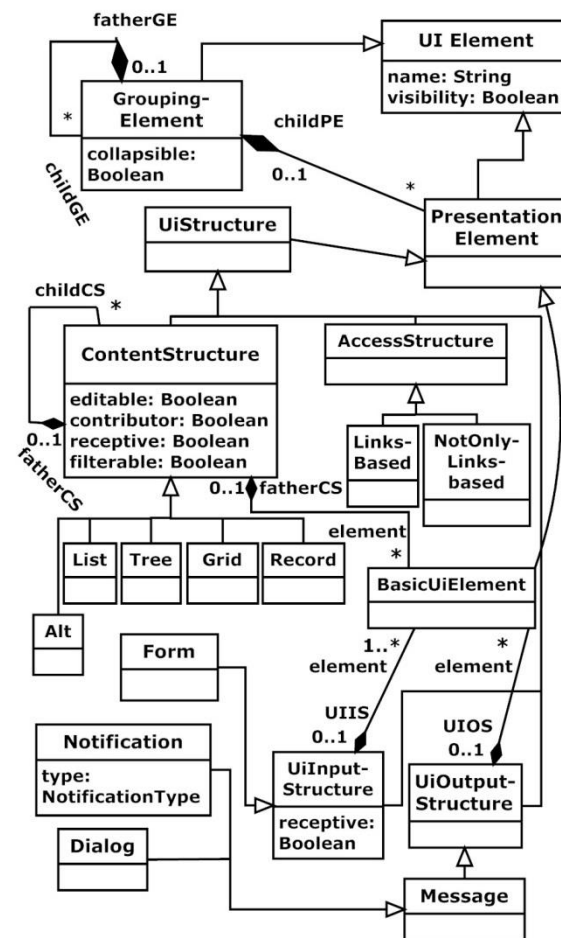 fatherGE
0..1
*
childGE
Grouping-
Element
collapsible:
Boolean
UI Element
name: String
visibility: Boolean
childPE
0..1
*
Presentation
Element
UiStructure
childCS
*
0..1
fatherCS
ContentStructure
editable: Boolean
contributor: Boolean
receptive: Boolean
filterable: Boolean
AccessStructure
Links-
Based
NotOnly-
Links-
based
0..1
fatherCS
element
*
List
Tree
Grid
Record
Alt
BasicUiElement
1..*
element
*
element
Form
UIIS
0..1
UIOS
0..1
Notification
type:
NotificationType
UiInput-
Structure
receptive:
Boolean
UiOutput-
Structure
Dialog
Message